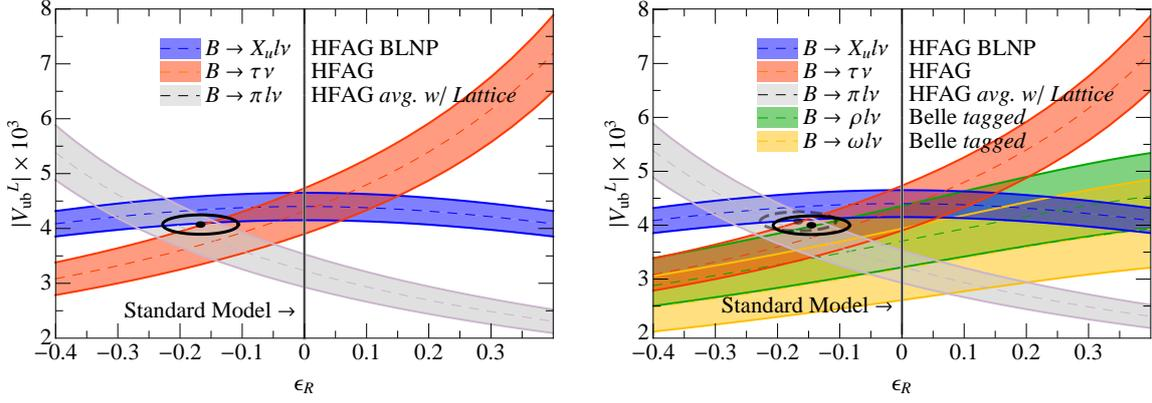 8
7
6
5
4
3
2
|V_ub^L| × 10^3
B → X_u lν HFAG BLNP
B → τ ν HFAG
B → π lν HFAG avg. w/ Lattice
Standard Model →
−0.4 −0.3 −0.2 −0.1 0 0.1 0.2 0.3
ϵ_R
8
7
6
5
4
3
2
|V_ub^L| × 10^3
B → X_u lν HFAG BLNP
B → τ ν HFAG
B → π lν HFAG avg. w/ Lattice
B → ρ lν Belle tagged
B → ω lν Belle tagged
Standard Model →
−0.4 −0.3 −0.2 −0.1 0 0.1 0.2 0.3
ϵ_R